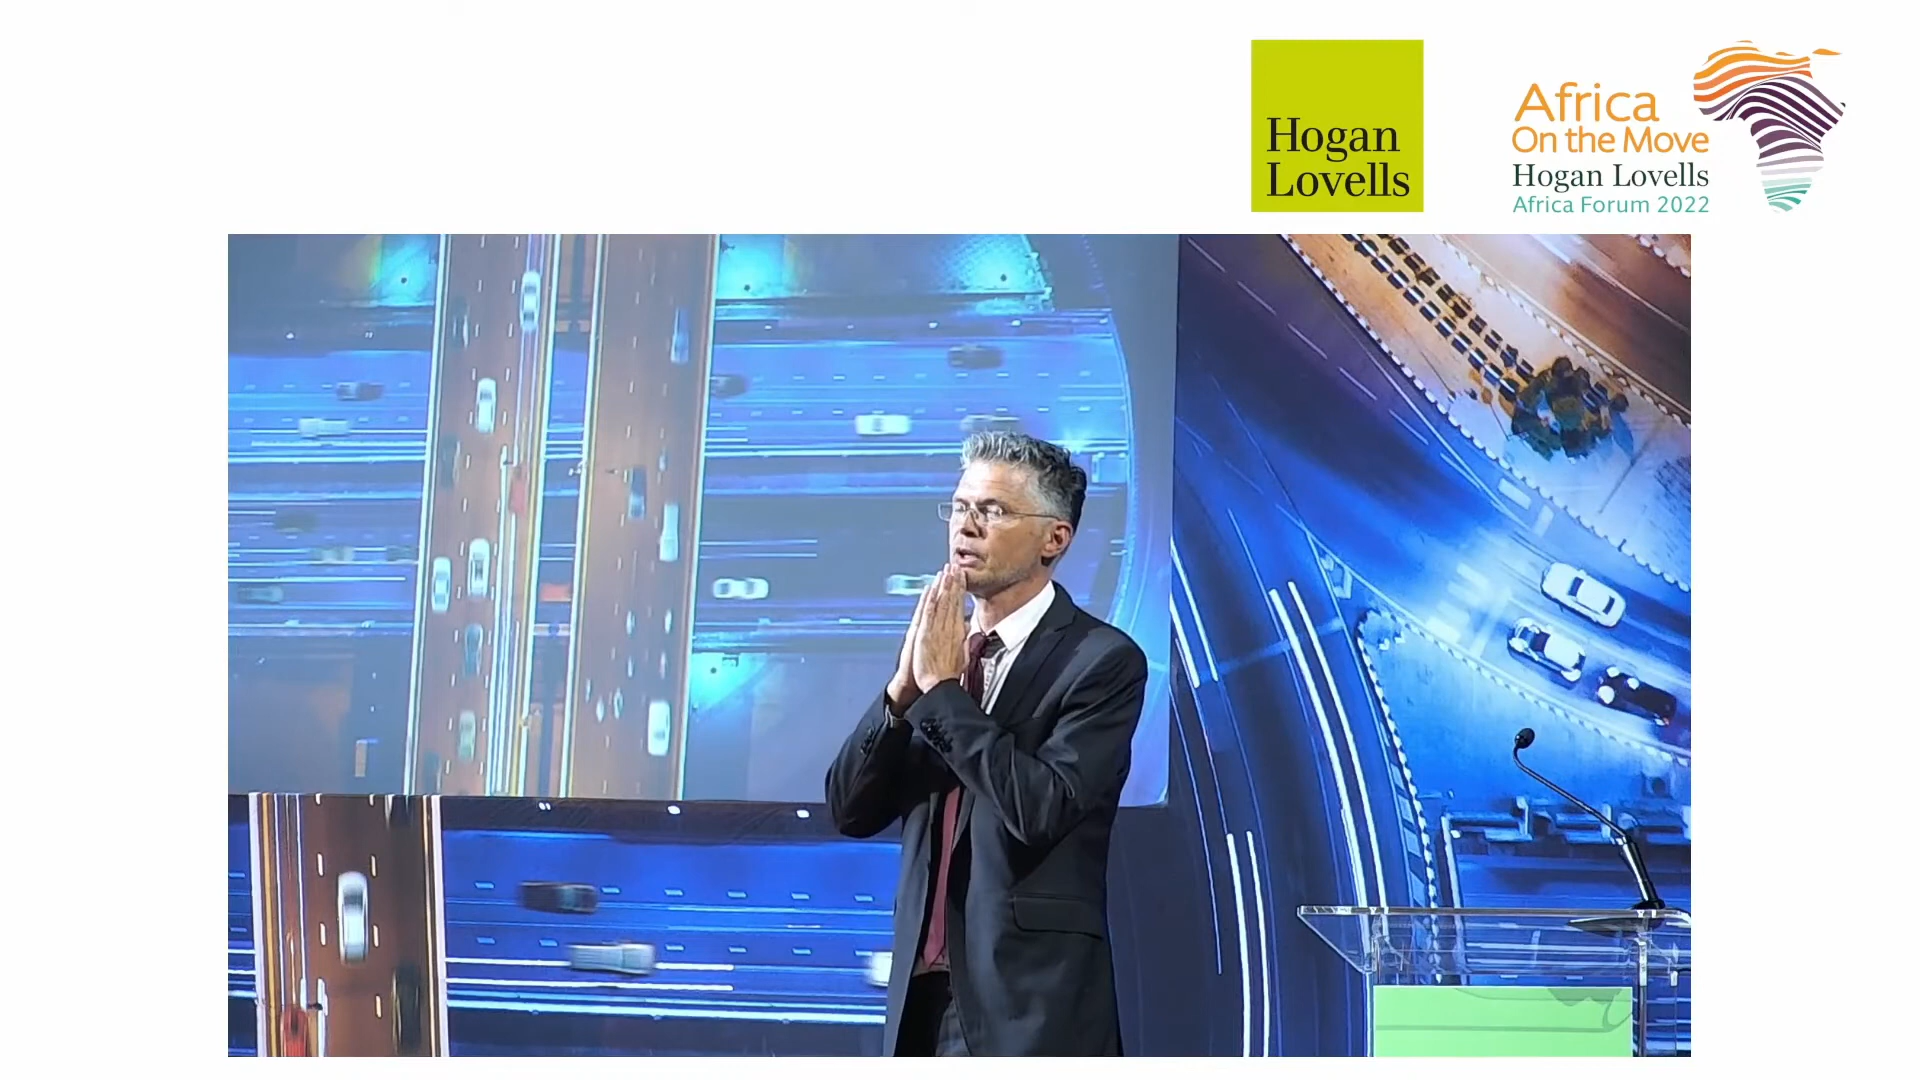 Hogan
Lovells
Africa
On the Move
Hogan Lovells
Africa Forum 2022